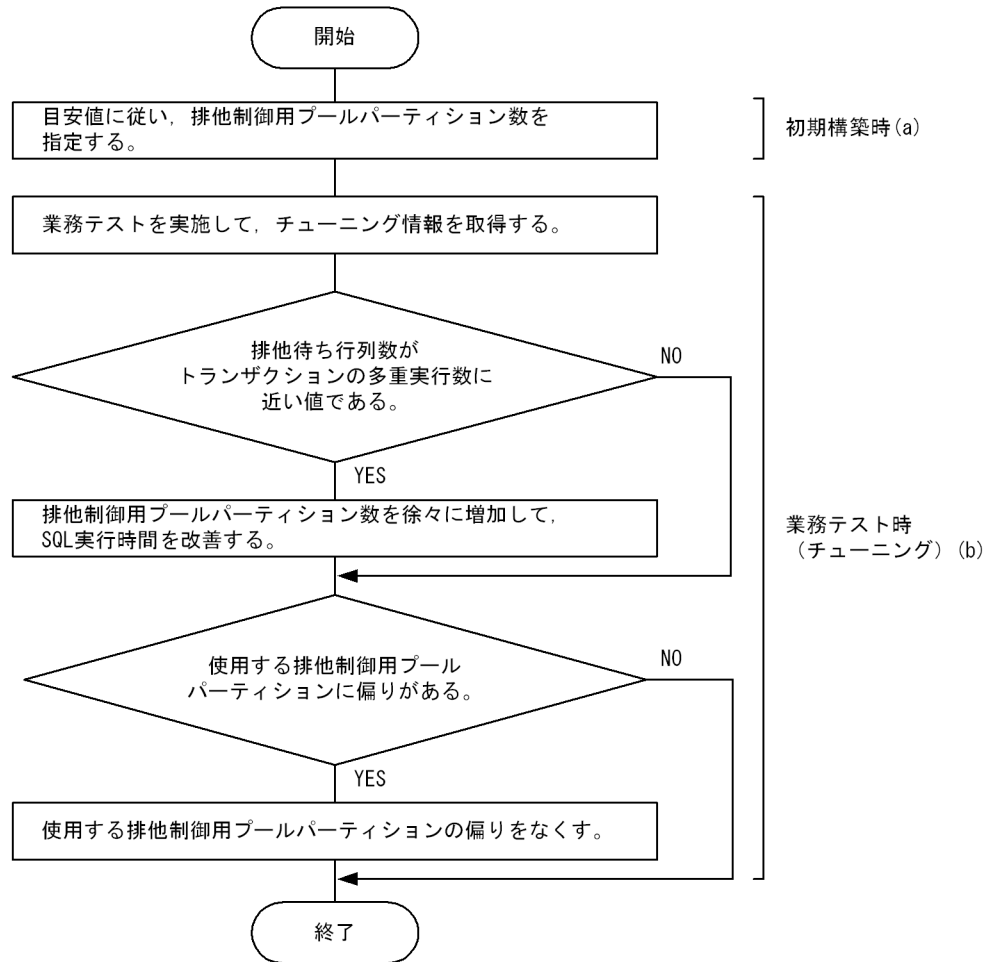 開始
目安値に従い，排他制御用プールパーティション数を
指定する。
初期構築時(a)
業務テストを実施して，チューニング情報を取得する。
排他待ち行列数が
トランザクションの多重実行数に
近い値である。
NO
YES
排他制御用プールパーティション数を徐々に増加して，
SQL実行時間を改善する。
業務テスト時
（チューニング）(b)
使用する排他制御用プール
パーティションに偏りがある。
NO
YES
使用する排他制御用プールパーティションの偏りをなくす。
終了